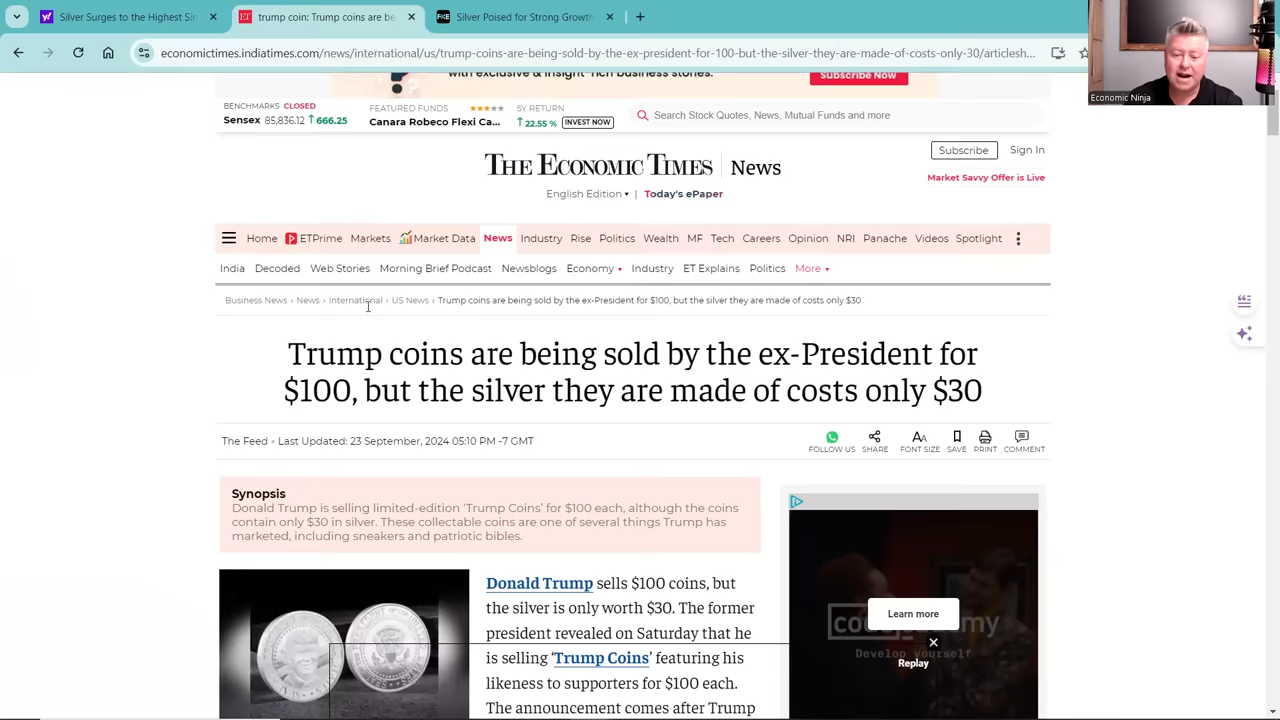 Silver Surges to Highest Sin
Trump coins: Trump coins are be
Silver Poised for Strong Growth
economictimes.indiatimes.com/news/international/us/trump-coins-are-being-sold-by-the-ex-president-for-100-but-the-silver-they-are-made-of-costs-only-30/articlesh...
Economic Ninja
with exclusive & insight-rich business stories.
Subscribe Now
BENCHMARKS CLOSED
Sensex 85,836.12 ↑666.25
FEATURED FUNDS
Canara Robeco Flexi Ca...
5Y RETURN
↑22.55 % INVEST NOW
Search Stock Quotes, News, Mutual Funds and more
THE ECONOMIC TIMES | News
Subscribe Sign In
Market Savvy Offer is Live
English Edition ▾ | Today's ePaper
Home ETPrime Markets Market Data News Industry Rise Politics Wealth MF Tech Careers Opinion NRI Panache Videos Spotlight
India Decoded Web Stories Morning Brief Podcast Newsblogs Economy ▾ Industry ET Explains Politics More ▾
Business News › News › International › US News › Trump coins are being sold by the ex-President for $100, but the silver they are made of costs only $30
Trump coins are being sold by the ex-President for
$100, but the silver they are made of costs only $30
The Feed • Last Updated: 23 September, 2024 05:10 PM -7 GMT
FOLLOW US SHARE FONT SIZE SAVE PRINT COMMENT
Synopsis
Donald Trump is selling limited-edition ‘Trump Coins’ for $100 each, although the coins
contain only $30 in silver. These collectable coins are one of several things Trump has
marketed, including sneakers and patriotic bibles.
Donald Trump sells $100 coins, but
the silver is only worth $30. The former
president revealed on Saturday that he
is selling ‘Trump Coins’ featuring his
likeness to supporters for $100 each.
The announcement comes after Trump
Learn more
Develop yourself
Replay